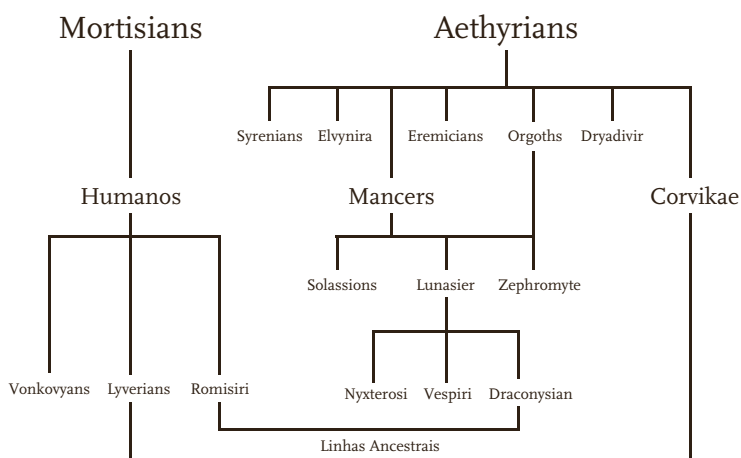 Mortisians
Aethyrians
Syrenians
Elvynira
Eremicians
Orgoths
Dryadivir
Humanos
Mancers
Corvikae
Solassions
Lunasier
Zephromyte
Vonkovyans
Lyverians
Romisiri
Nyxterosi
Vespiri
Draconysian
Linhas Ancestrais